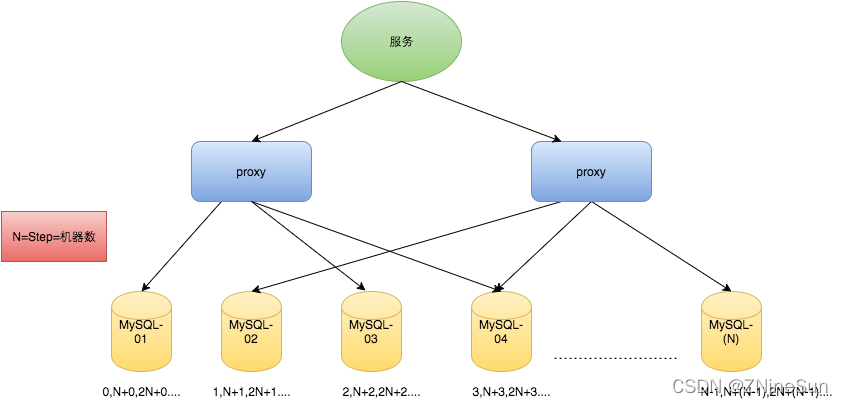 服务
proxy
proxy
N=Step=机器数
MySQL-
01
MySQL-
02
MySQL-
03
MySQL-
04
MySQL-
(N)
0,N+0,2N+0....
1,N+1,2N+1....
2,N+2,2N+2....
3,N+3,2N+3....
N-1,N+(N-1),2N+(N-1)....
CSDN @ZNineSun